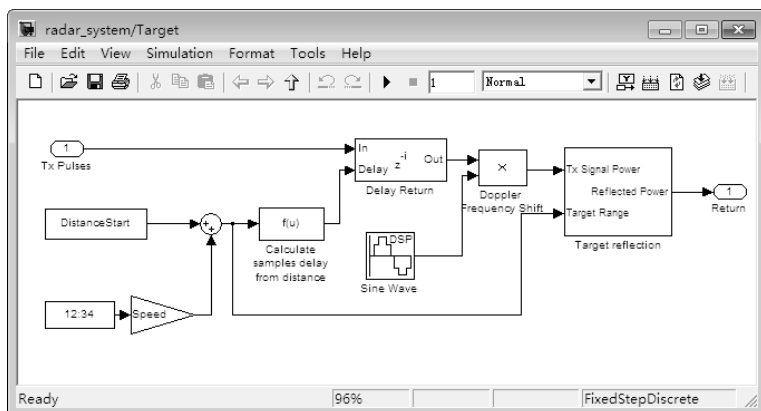 radar_system/Target
File Edit View Simulation Format Tools Help
1 Normal
1
Tx Pulses
In
Delay
z^-i
Out
Delay Return
×
Doppler
Frequency Shift
Tx Signal Power
Reflected Power
Target Range
Target reflection
1
Return
DistanceStart
+
+
f(u)
Calculate
samples delay
from distance
DSP
Sine Wave
12:34
Speed
Ready 96% FixedStepDiscrete